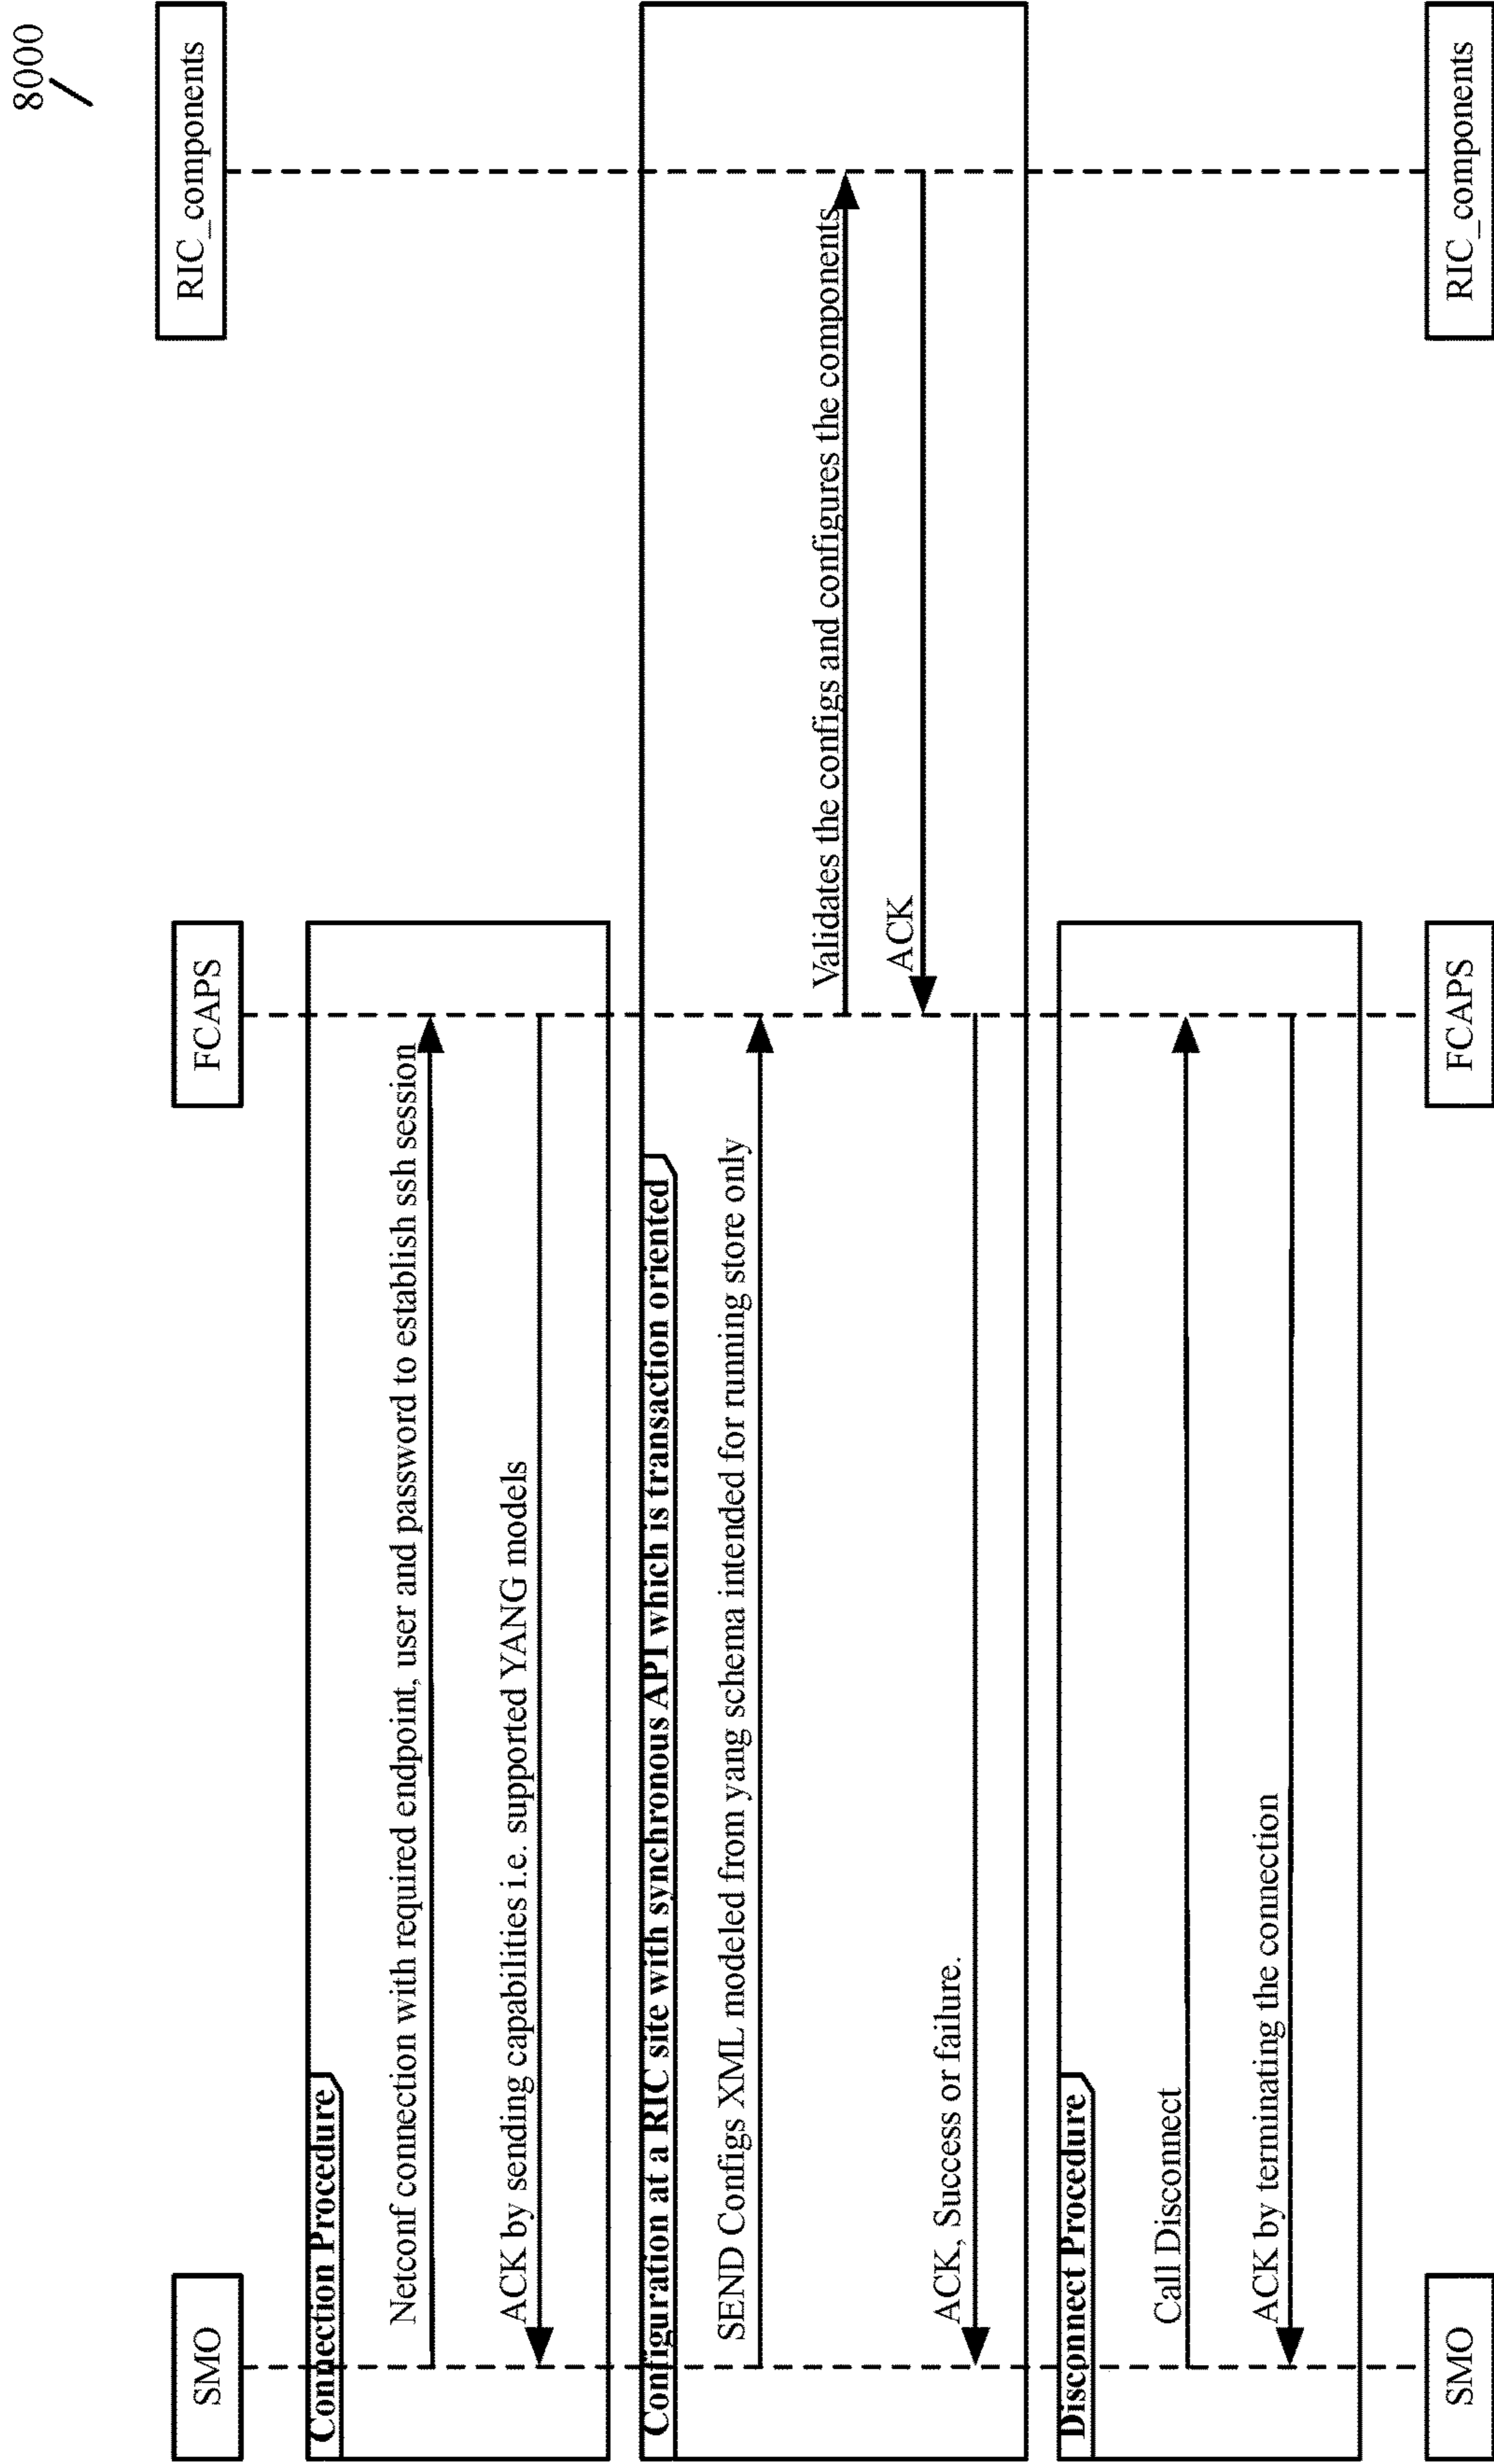 8000
SMO
FCAPS
RIC_components
Connection Procedure
Netconf connection with required endpoint, user and password to establish ssh session
ACK by sending capabilities i.e. supported YANG models
Configuration at a RIC site with synchronous API which is transaction oriented
SEND Configs XML modeled from yang schema intended for running store only
Validates the configs and configures the components
ACK
ACK, Success or failure.
Disconnect Procedure
Call Disconnect
ACK by terminating the connection
SMO
FCAPS
RIC_components